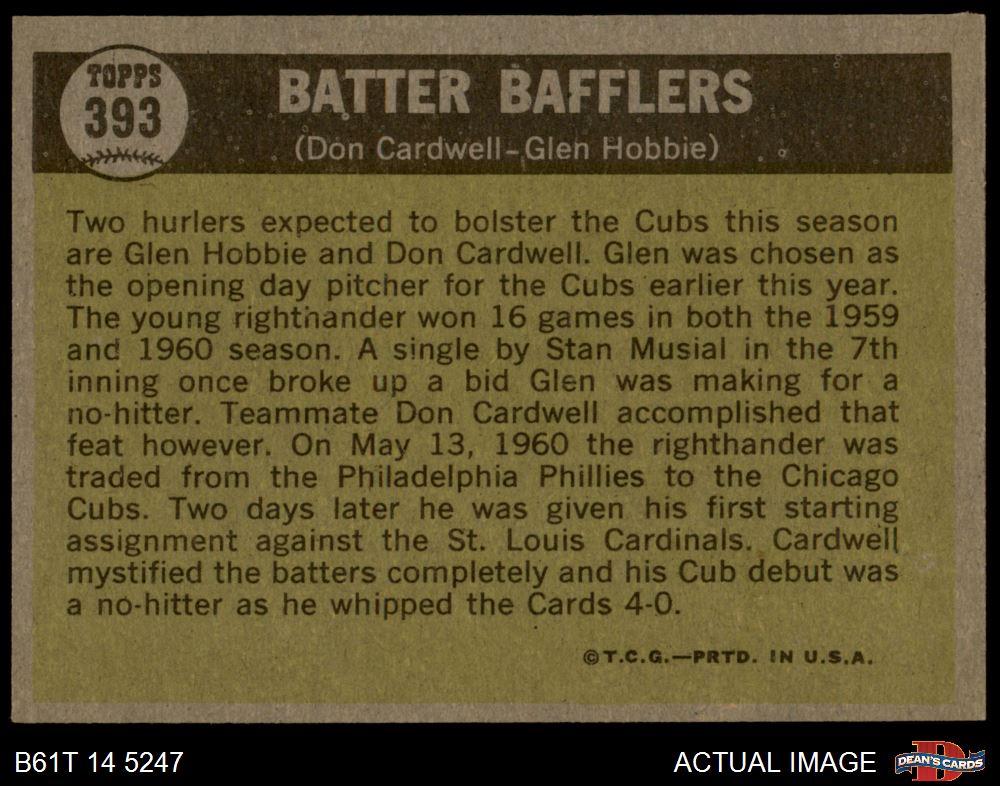 TOPPS
393
BATTER BAFFLERS
(Don Cardwell-Glen Hobbie)
Two hurlers expected to bolster the Cubs this season
are Glen Hobbie and Don Cardwell. Glen was chosen as
the opening day pitcher for the Cubs earlier this year.
The young righthander won 16 games in both the 1959
and 1960 season. A single by Stan Musial in the 7th
inning once broke up a bid Glen was making for a
no-hitter. Teammate Don Cardwell accomplished that
feat however. On May 13, 1960 the righthander was
traded from the Philadelphia Phillies to the Chicago
Cubs. Two days later he was given his first starting
assignment against the St. Louis Cardinals. Cardwell
mystified the batters completely and his Cub debut was
a no-hitter as he whipped the Cards 4-0.
©T.C.G.—PRTD. IN U.S.A.
B61T 14 5247
ACTUAL IMAGE
D
DEAN'S CARDS